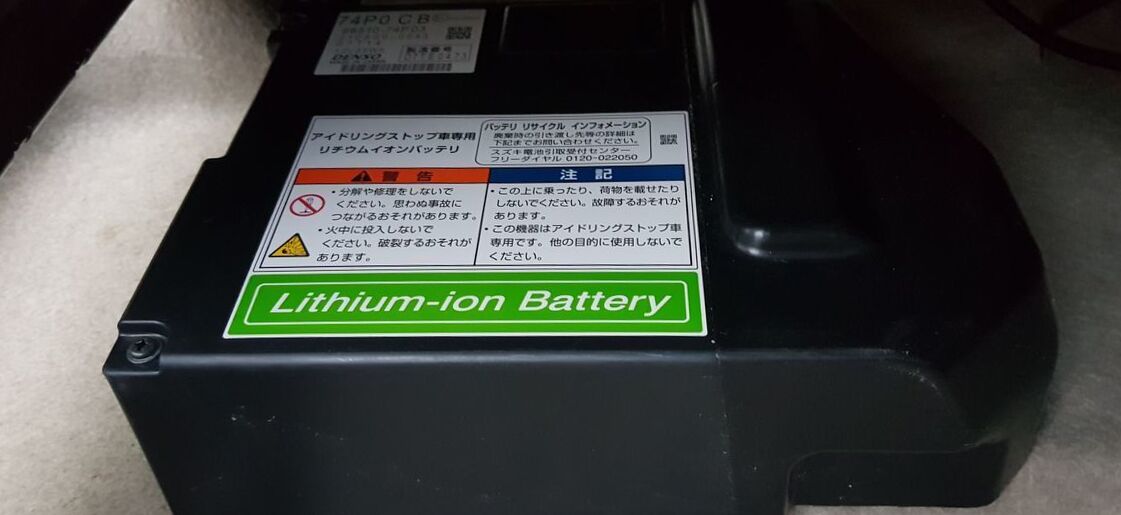 74P0 CB
製造番号
DENSO
アイドリングストップ車専用
リチウムイオンバッテリ
バッテリ リサイクル インフォメーション
廃棄時の引き渡し先等の詳細は
下記までお問い合わせください。
スズキ電池引取受付センター
フリーダイヤル 0120-022050
警告
・分解や修理をしないで
ください。思わぬ事故に
つながるおそれがあります。
・火中に投入しないで
ください。破裂するおそれが
あります。
注記
・この上に乗ったり、荷物を載せたり
しないでください。故障するおそれが
あります。
・この機器はアイドリングストップ車
専用です。他の目的に使用しないで
ください。
Lithium-ion Battery